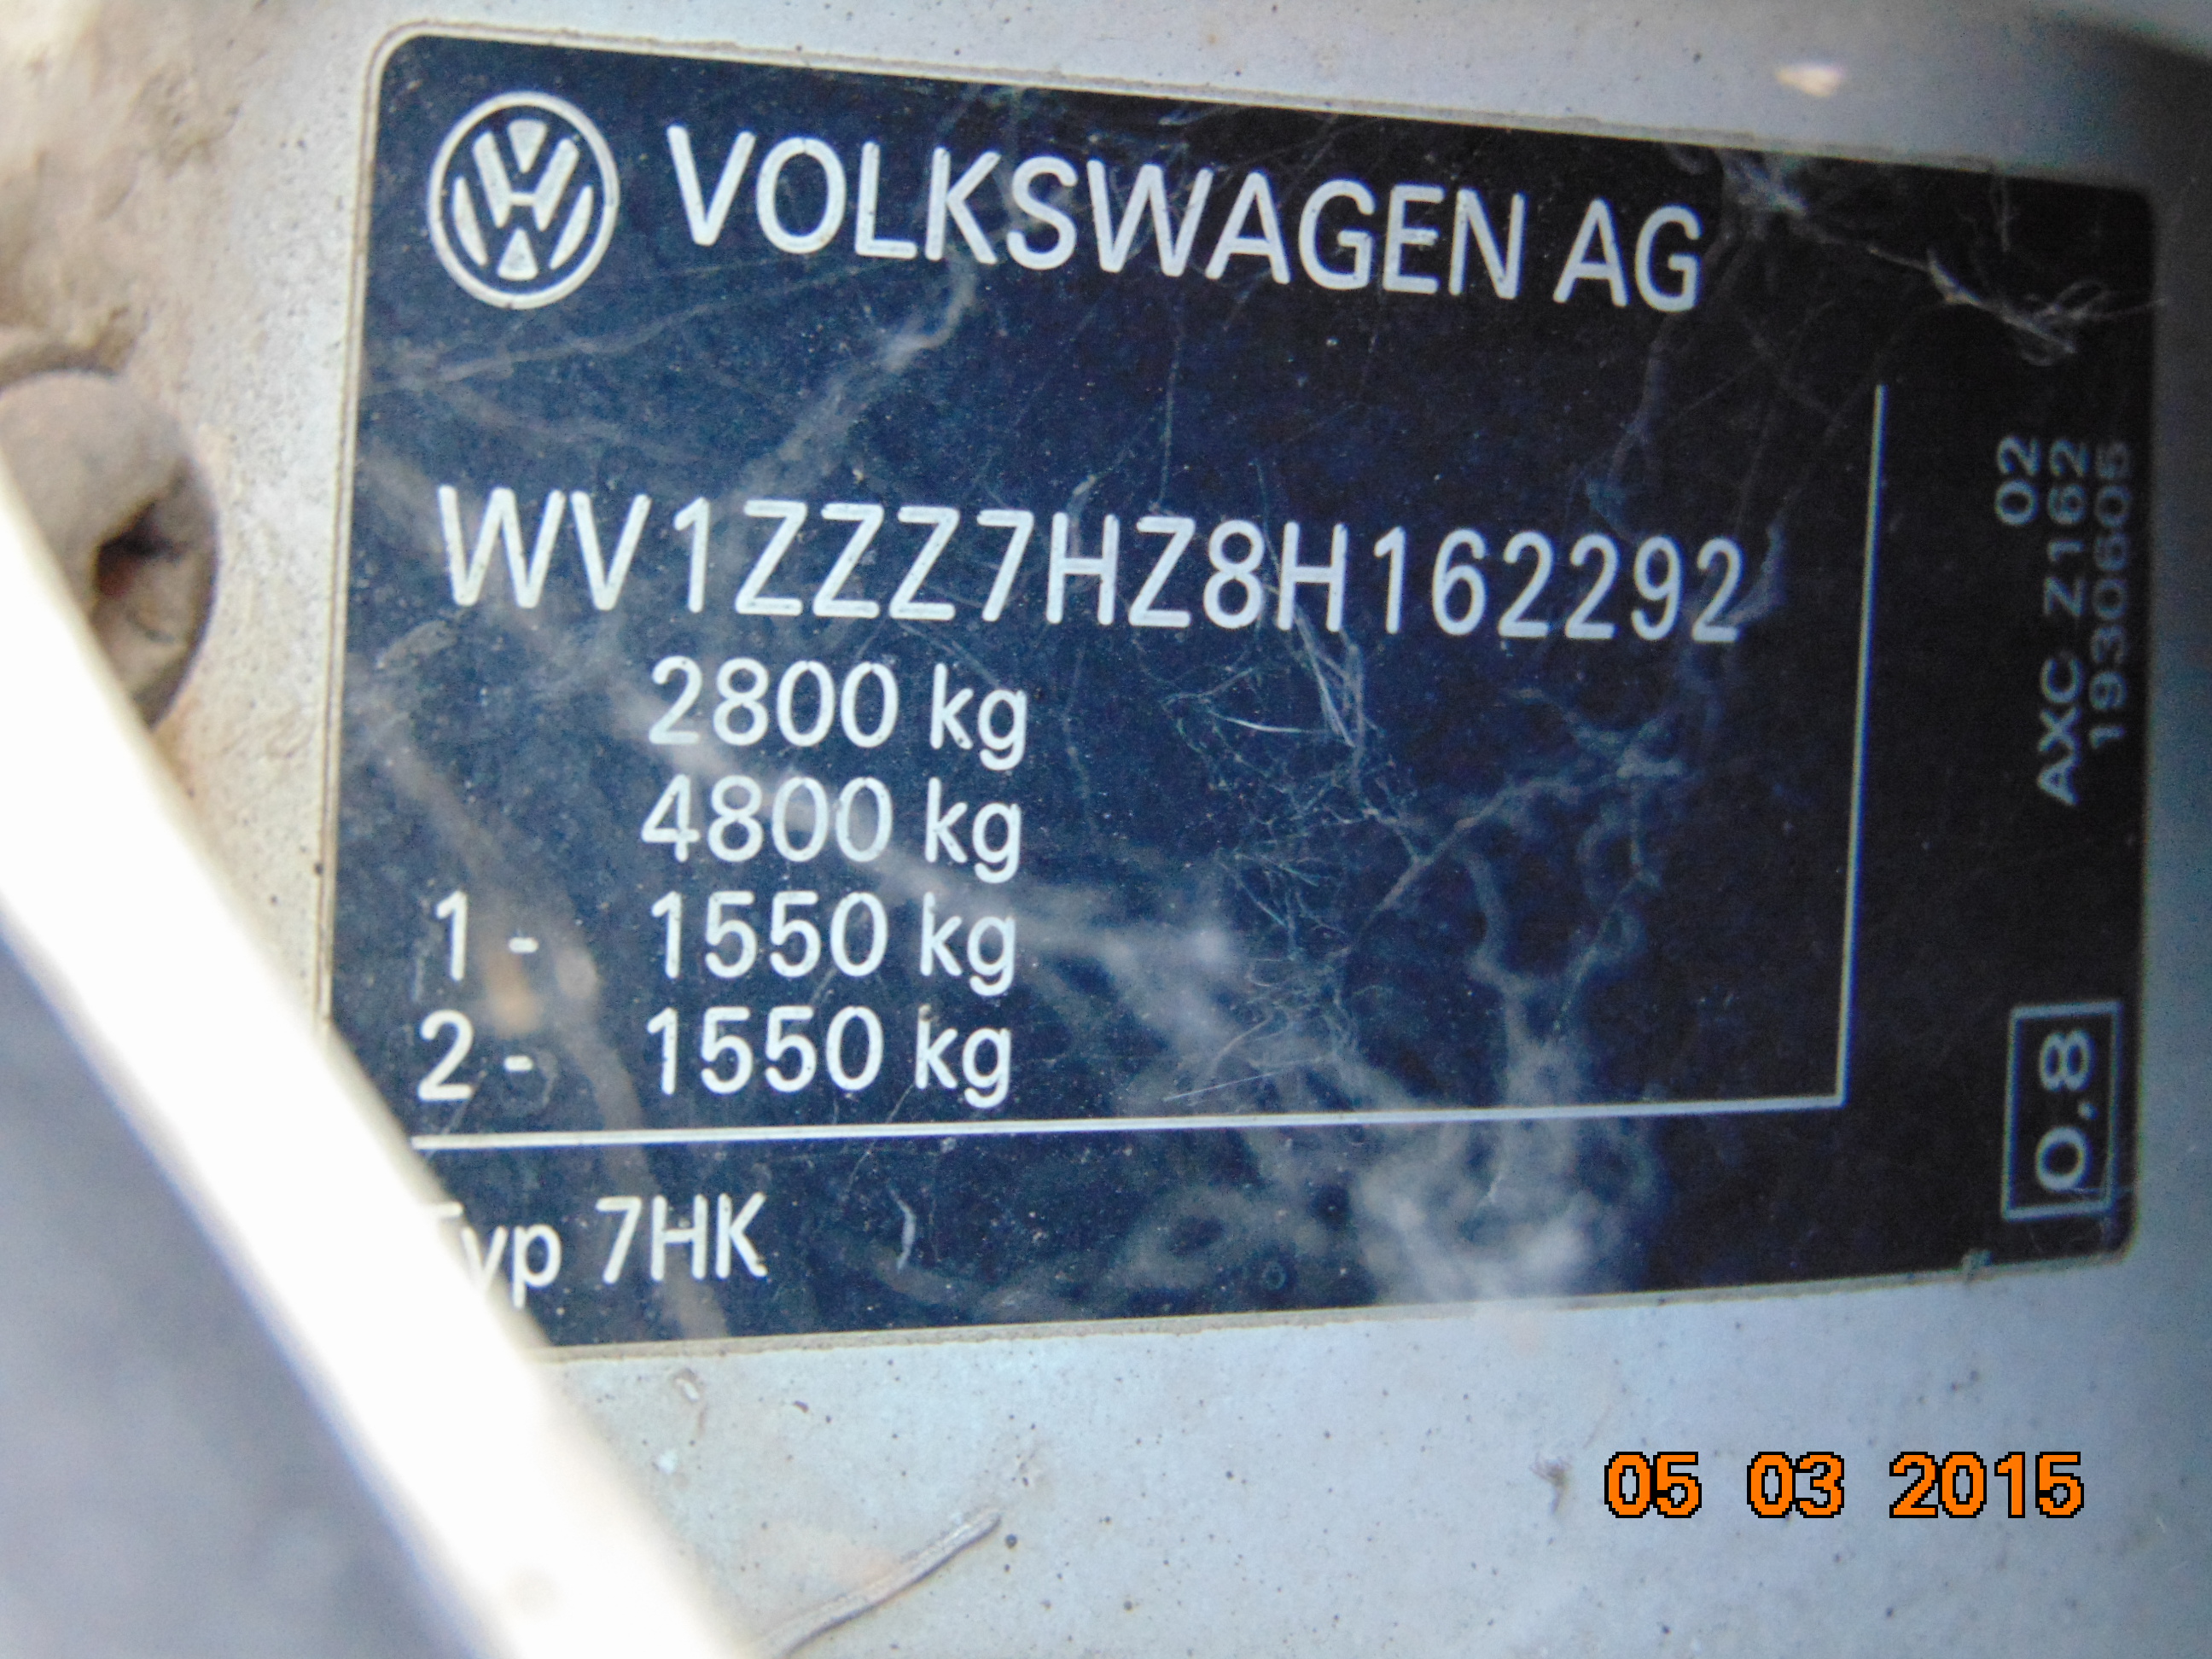 VOLKSWAGEN AG
WV1ZZZ7HZ8H162292
2800 kg
4800 kg
1 - 1550 kg
2 - 1550 kg
Typ 7HK
02
AXC Z162
1930605
0.8
05 03 2015